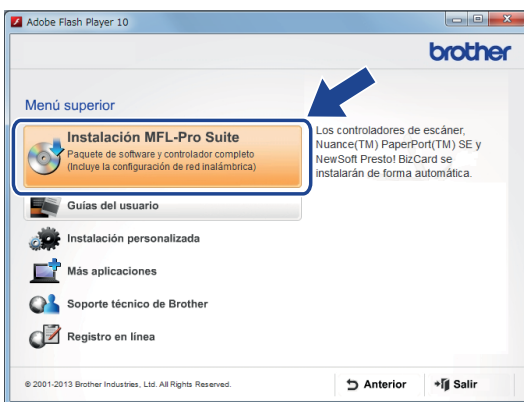 Adobe Flash Player 10
brother
Menú superior
Instalación MFL-Pro Suite
Paquete de software y controlador completo
(Incluye la configuración de red inalámbrica)
Los controladores de escáner,
Nuance(TM) PaperPort(TM) SE y
NewSoft Presto! BizCard se
instalarán de forma automática.
Guías del usuario
Instalación personalizada
Más aplicaciones
Soporte técnico de Brother
Registro en línea
© 2001-2013 Brother Industries, Ltd. All Rights Reserved.
Anterior
Salir